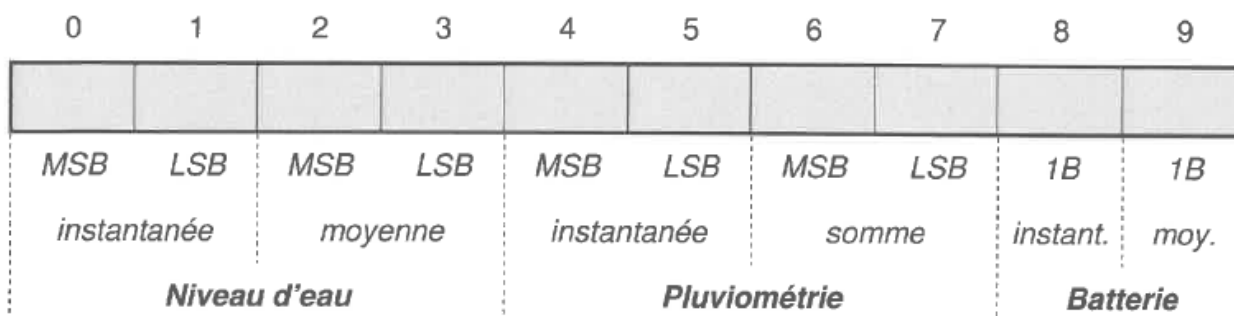 0 1 2 3 4 5 6 7 8 9
MSB LSB MSB LSB MSB LSB MSB LSB 1B 1B
instantanée moyenne instantanée somme instant. moy.
Niveau d'eau Pluviométrie Batterie